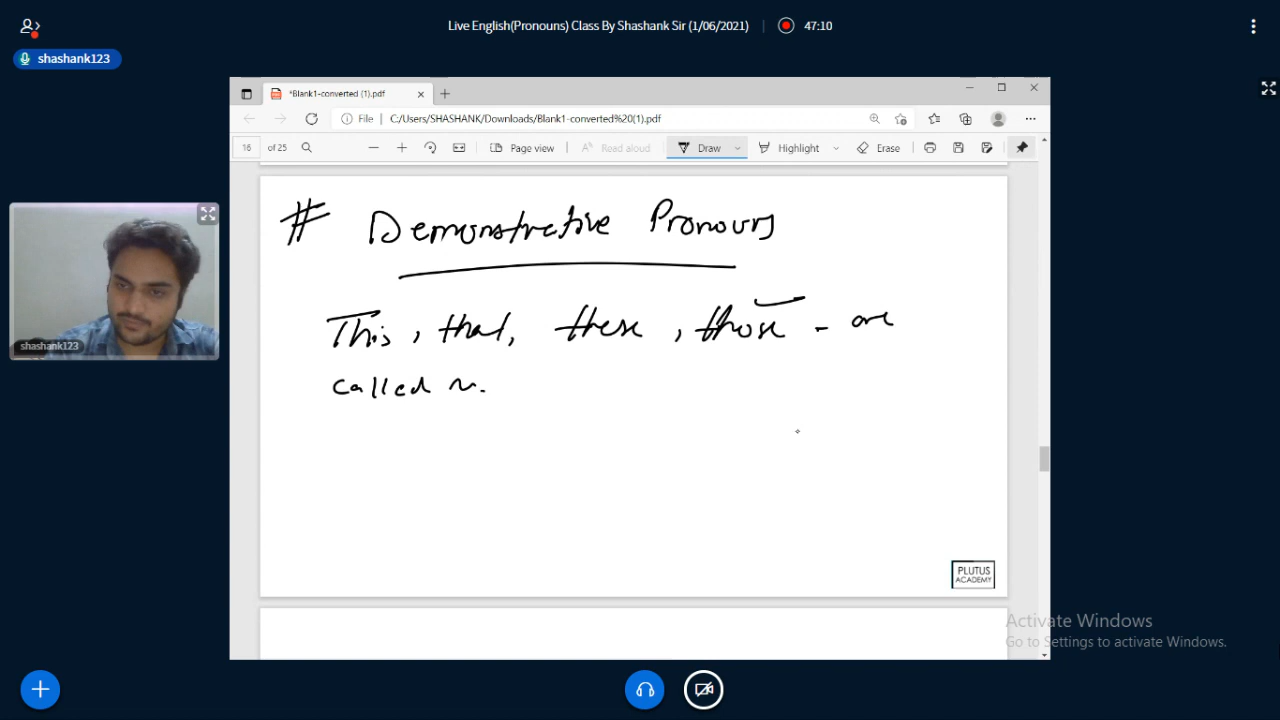 Live English(Pronouns) Class By Shashank Sir (1/06/2021) 47:10
shashank123
*Blank1-converted (1).pdf
File C:/Users/SHASHANK/Downloads/Blank1-converted%20(1).pdf
16 of 25 Page view Read aloud Draw Highlight Erase
# Demonstrative Pronouns
This, that, these, those - are
called
shashank123
PLUTUS
ACADEMY
Activate Windows
Go to Settings to activate Windows.